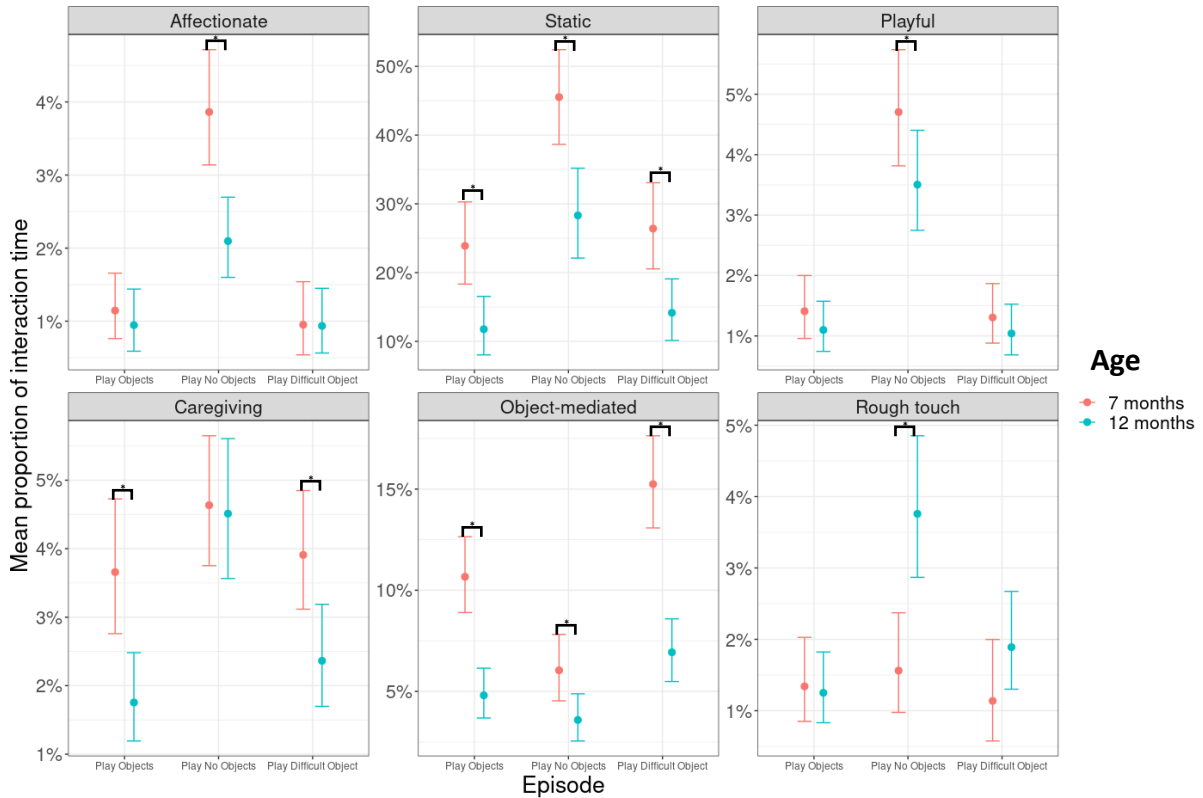 Affectionate
Static
Playful
* * *
* *
4%
3%
2%
1%
50%
40%
30%
20%
10%
5%
4%
3%
2%
1%
Play Objects Play No Objects Play Difficult Object
Play Objects Play No Objects Play Difficult Object
Play Objects Play No Objects Play Difficult Object
Mean proportion of interaction time
Caregiving
Object-mediated
Rough touch
* *
* * *
*
5%
4%
3%
2%
1%
15%
10%
5%
5%
4%
3%
2%
1%
Play Objects Play No Objects Play Difficult Object
Play Objects Play No Objects Play Difficult Object
Play Objects Play No Objects Play Difficult Object
Episode
Age
7 months
12 months